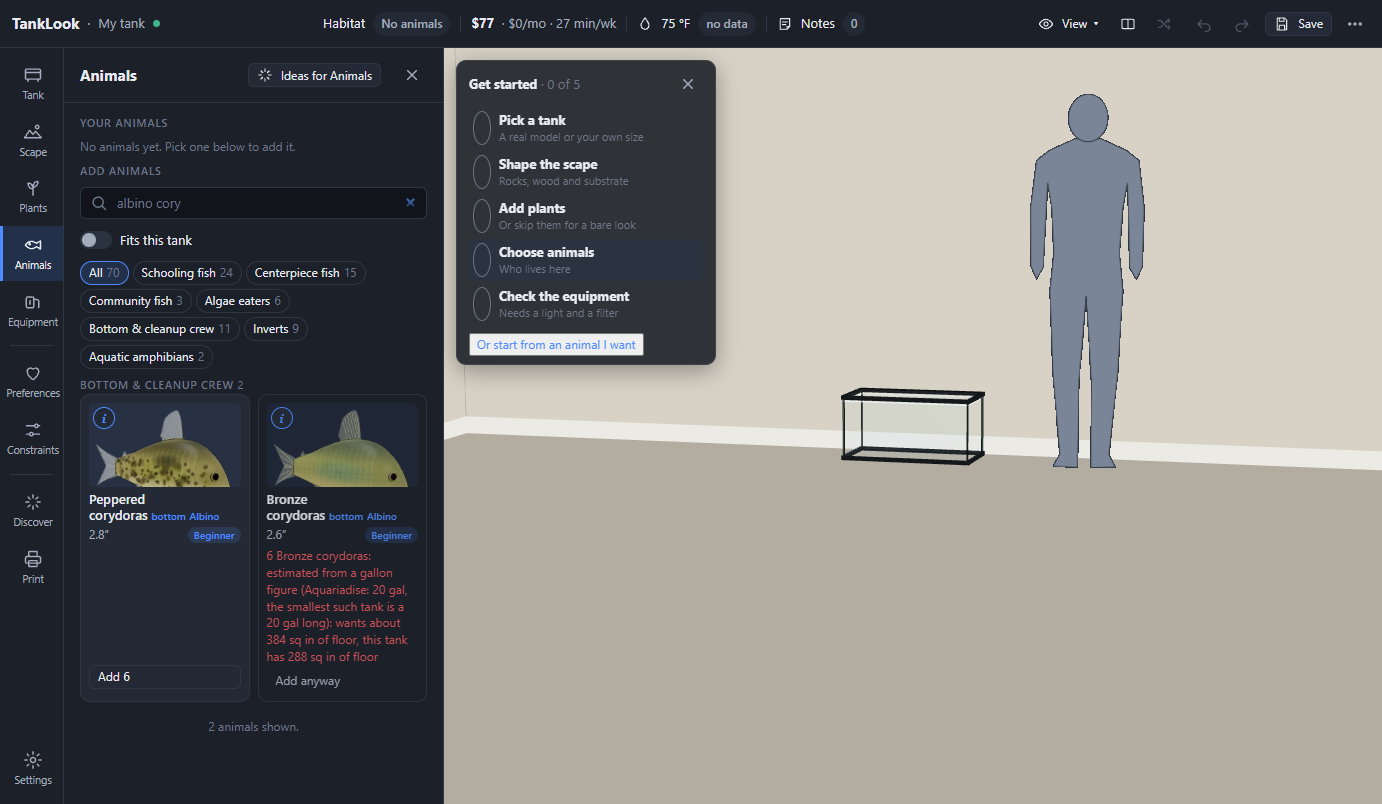 TankLook · My tank
Habitat No animals
$77 · $0/mo · 27 min/wk
75 °F no data
Notes 0
View
Save
Tank
Scape
Plants
Animals
Equipment
Preferences
Constraints
Discover
Print
Settings
Animals
Ideas for Animals
YOUR ANIMALS
No animals yet. Pick one below to add it.
ADD ANIMALS
albino cory
Fits this tank
All 70 Schooling fish 24 Centerpiece fish 15
Community fish 3 Algae eaters 6
Bottom & cleanup crew 11 Inverts 9
Aquatic amphibians 2
BOTTOM & CLEANUP CREW 2
i
Peppered
corydoras bottom Albino
2.8″ Beginner
Add 6
i
Bronze
corydoras bottom Albino
2.6″ Beginner
6 Bronze corydoras:
estimated from a gallon
figure (Aquariadise: 20 gal,
the smallest such tank is a
20 gal long): wants about
384 sq in of floor, this tank
has 288 sq in of floor
Add anyway
2 animals shown.
Get started · 0 of 5
Pick a tank
A real model or your own size
Shape the scape
Rocks, wood and substrate
Add plants
Or skip them for a bare look
Choose animals
Who lives here
Check the equipment
Needs a light and a filter
Or start from an animal I want